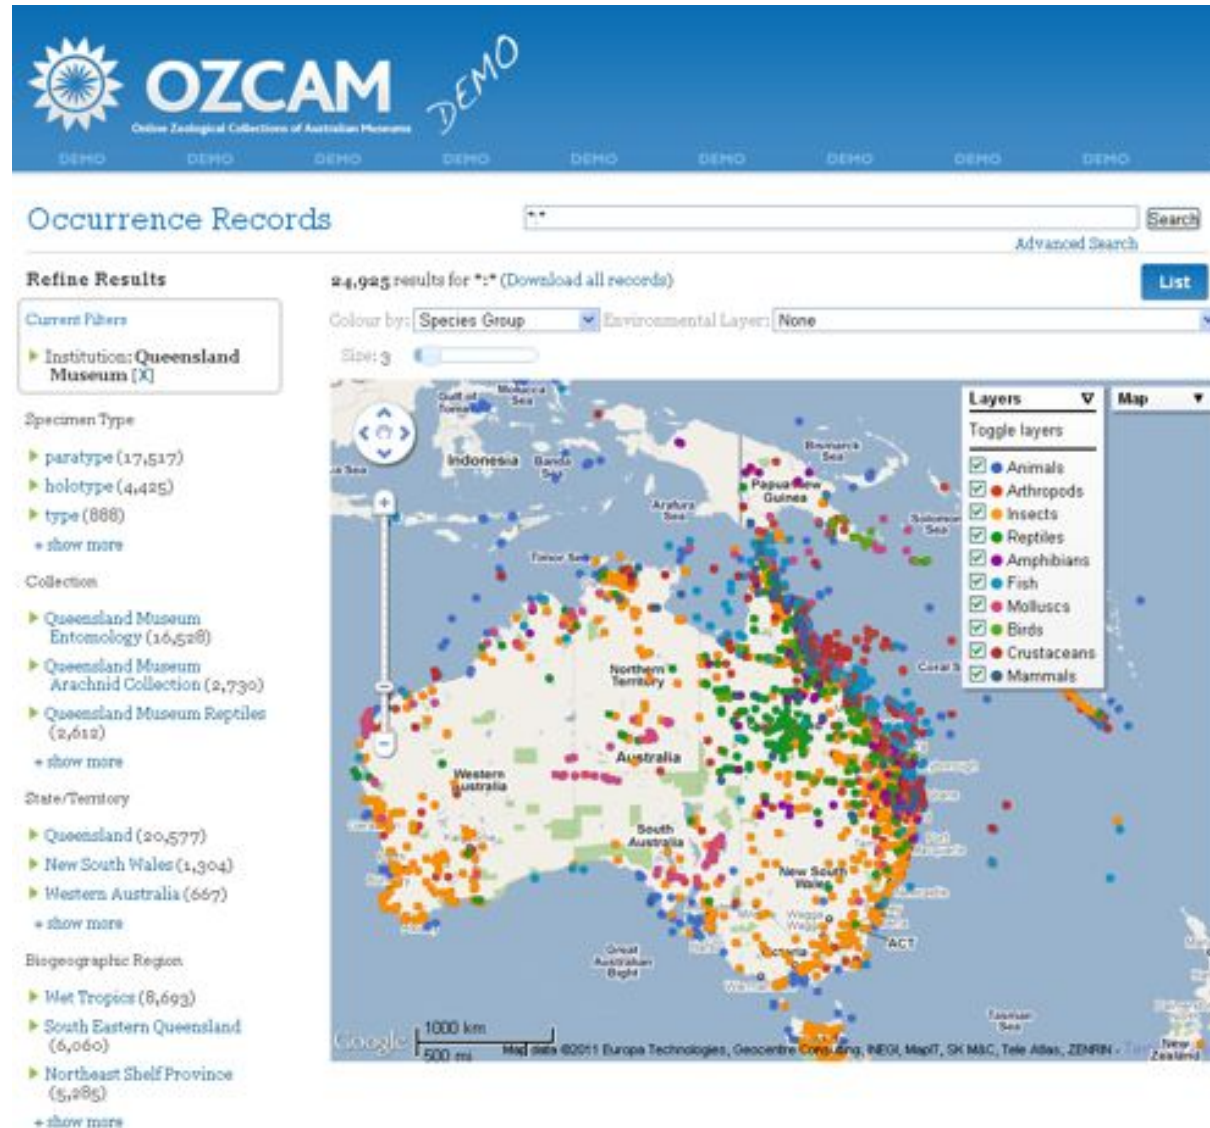 OZCAM
DEMO
Online Zoological Collections of Australian Museums
DEMO DEMO DEMO DEMO DEMO DEMO DEMO DEMO DEMO
Occurrence Records
*:*
Search
Advanced Search
Refine Results
Current Filters
Institution: Queensland
Museum [X]
Specimen Type
paratype (17,517)
holotype (4,425)
type (888)
+ show more
Collection
Queensland Museum
Entomology (16,528)
Queensland Museum
Arachnid Collection (2,730)
Queensland Museum Reptiles
(2,612)
+ show more
State/Territory
Queensland (20,577)
New South Wales (1,304)
Western Australia (667)
+ show more
Biogeographic Region
Wet Tropics (8,693)
South Eastern Queensland
(6,060)
Northeast Shelf Province
(5,285)
+ show more
24,925 results for *:* (Download all records)
List
Colour by: Species Group
Environmental Layer: None
Size: 3
Layers
Map
Toggle layers
Animals
Arthropods
Insects
Reptiles
Amphibians
Fish
Molluscs
Birds
Crustaceans
Mammals
Gulf of
Molucca
Sea
Indonesia
Banda
Bismarck
Sea
Papua New
Guinea
Arafura
Sea
Solomon
Sea
Timor Sea
Northern
Territory
Coral S
Australia
Western
Australia
South
Australia
New South
Wales
Wagga
Wagga
ACT
Victoria
Great
Australian
Bight
Tasman
Sea
New
Zealand
Google
1000 km
500 mi
Map data ©2011 Europa Technologies, Geocentre Consulting, INEGI, MapIT, SK M&C, Tele Atlas, ZENRIN -